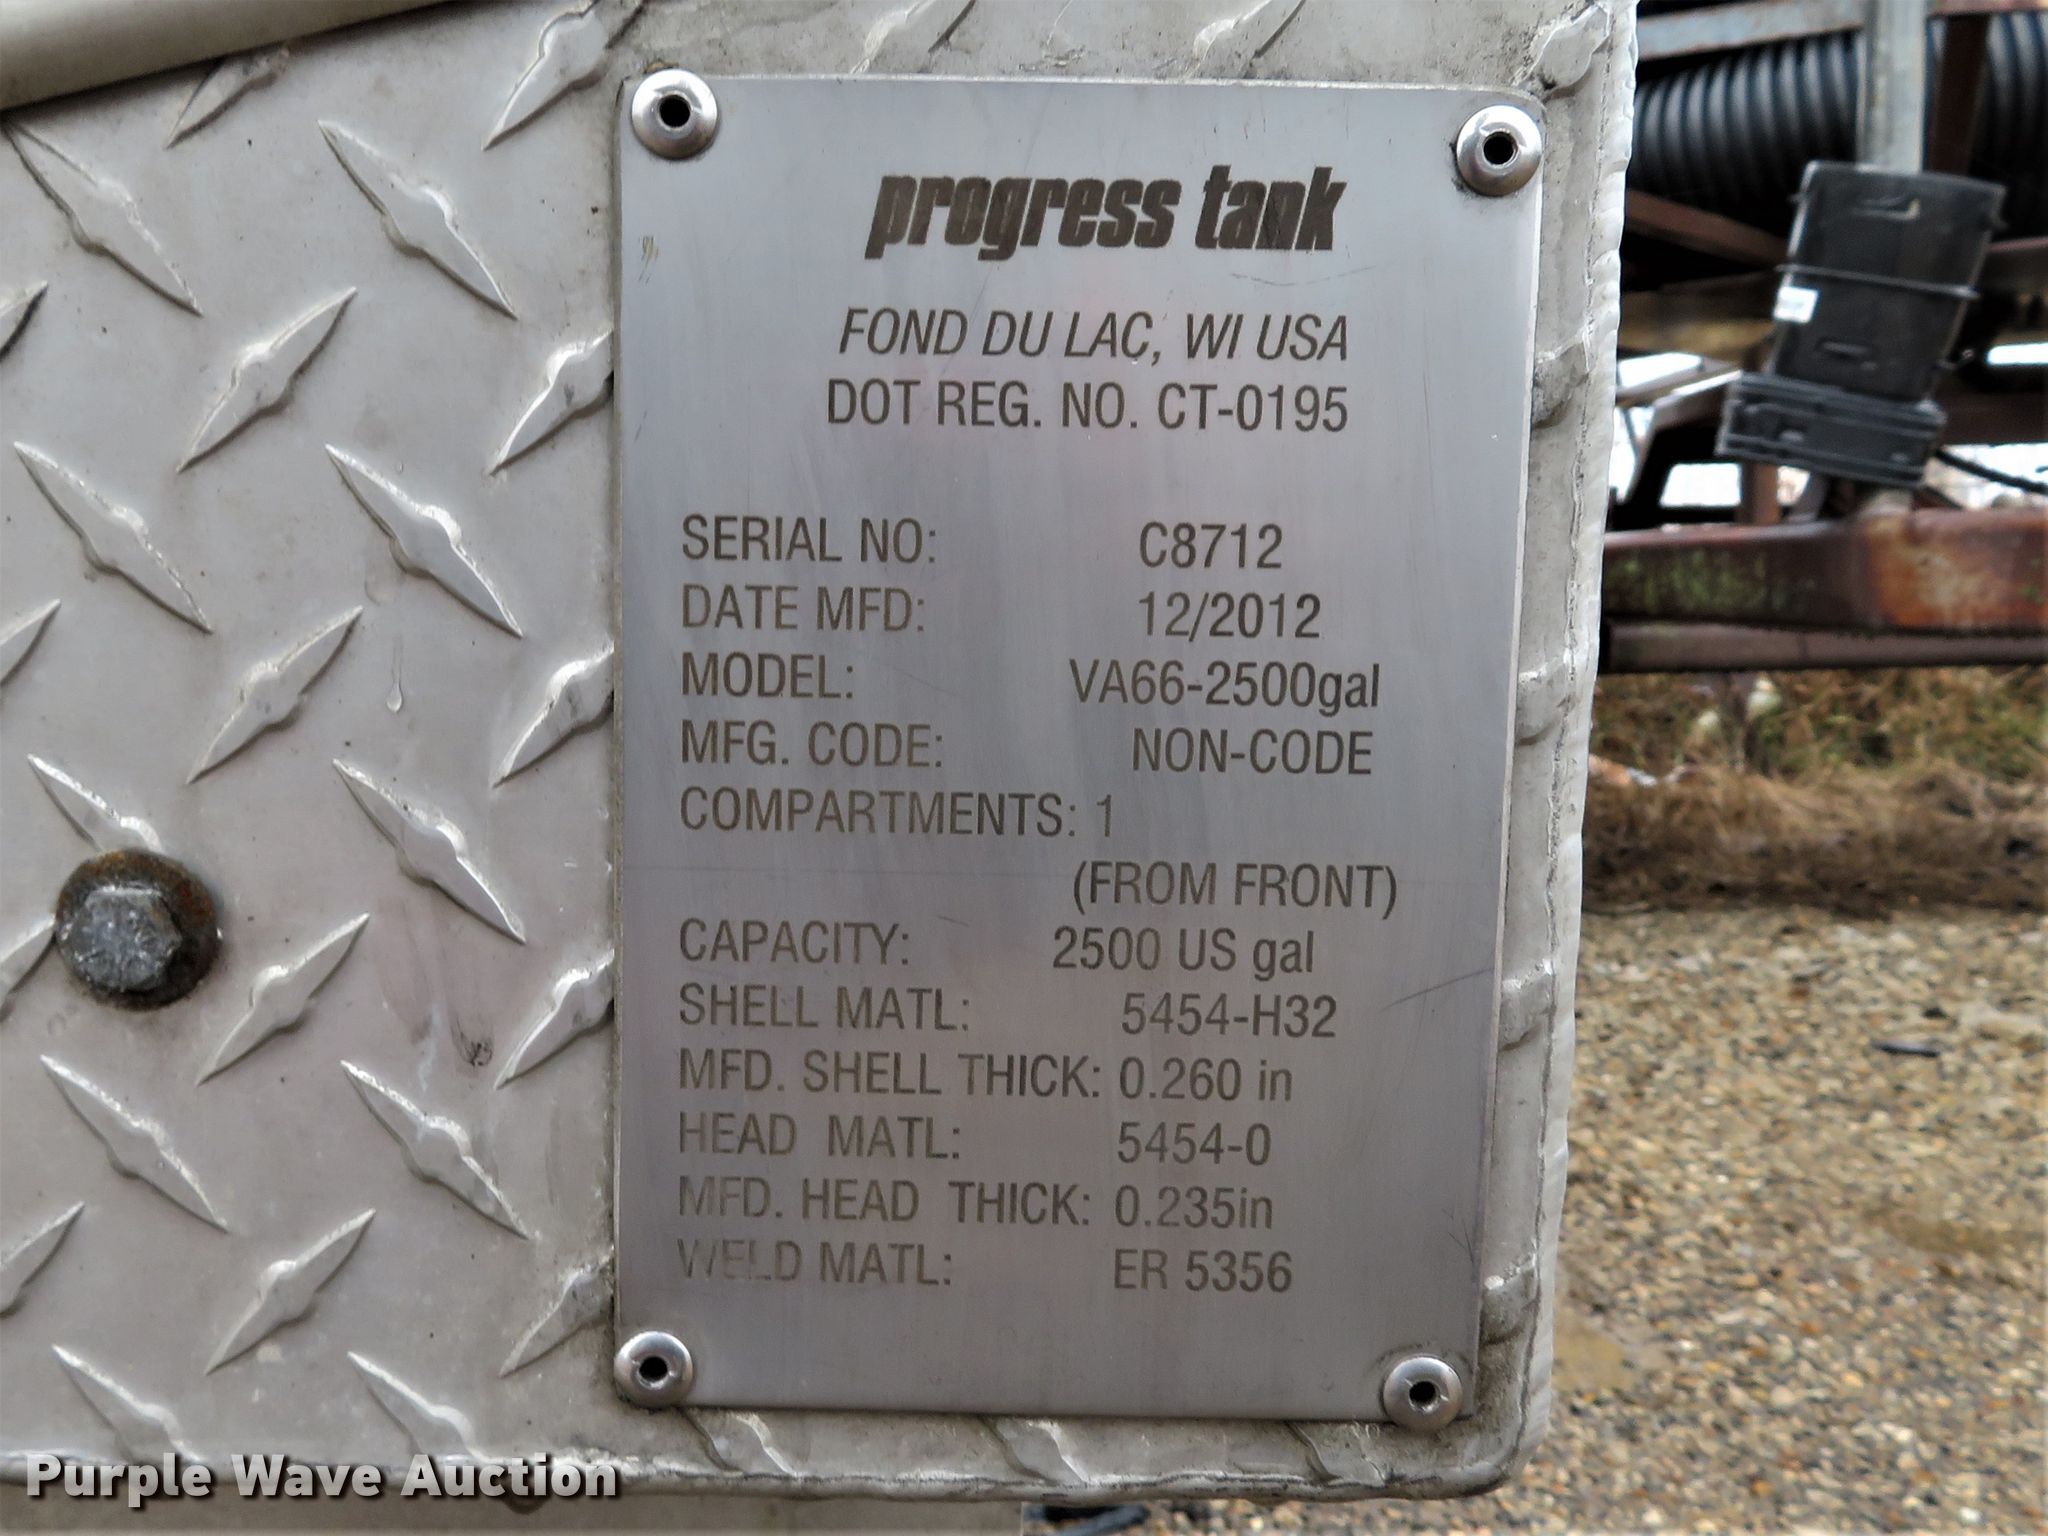 progress tank
FOND DU LAC, WI USA
DOT REG. NO. CT-0195
SERIAL NO: C8712
DATE MFD: 12/2012
MODEL: VA66-2500gal
MFG. CODE: NON-CODE
COMPARTMENTS: 1
(FROM FRONT)
CAPACITY: 2500 US gal
SHELL MATL: 5454-H32
MFD. SHELL THICK: 0.260 in
HEAD MATL: 5454-0
MFD. HEAD THICK: 0.235in
WELD MATL: ER 5356
Purple Wave Auction